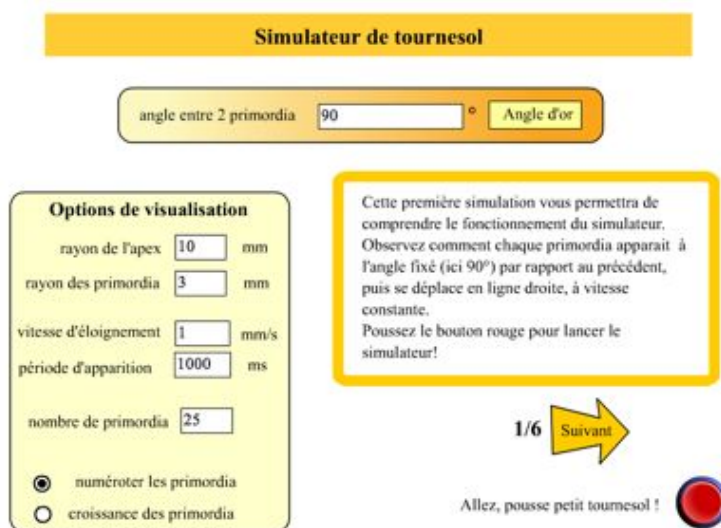 Simulateur de tournesol
angle entre 2 primordia 90 ° Angle d'or
Options de visualisation
rayon de l'apex 10 mm
rayon des primordia 3 mm
vitesse d'éloignement 1 mm/s
période d'apparition 1000 ms
nombre de primordia 25
numéroter les primordia
croissance des primordia
Cette première simulation vous permettra de
comprendre le fonctionnement du simulateur.
Observez comment chaque primordia apparait à
l'angle fixé (ici 90°) par rapport au précédent,
puis se déplace en ligne droite, à vitesse
constante.
Poussez le bouton rouge pour lancer le
simulateur!
1/6 Suivant
Allez, pousse petit tournesol !